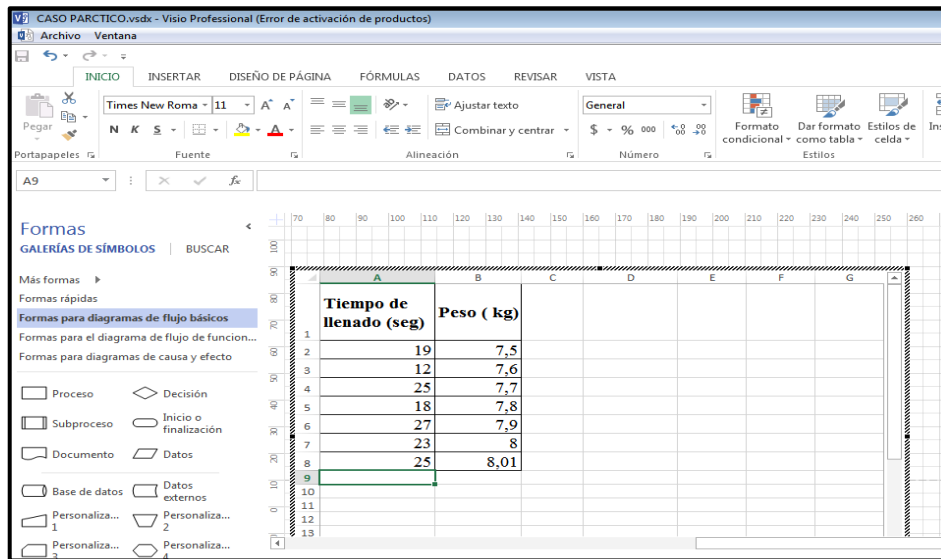 CASO PARCTICO.vsdx - Visio Professional (Error de activación de productos)
Archivo Ventana
INICIO INSERTAR DISEÑO DE PÁGINA FÓRMULAS DATOS REVISAR VISTA
Times New Roma 11 A A Ajustar texto General
Pegar N K S A Combinar y centrar $ % 000 Formato condicional Dar formato como tabla Estilos de celda
Portapapeles Fuente Alineación Número Estilos
A9 fx
70 80 90 100 110 120 130 140 150 160 170 180 190 200 210 220 230 240 250 260
Formas
GALERÍAS DE SÍMBOLOS BUSCAR
Más formas
Formas rápidas
Formas para diagramas de flujo básicos
Formas para el diagrama de flujo de funcion...
Formas para diagramas de causa y efecto
Proceso Decisión
Subproceso Inicio o finalización
Documento Datos
Base de datos Datos externos
Personaliza... 1 Personaliza... 2
Personaliza... 3 Personaliza... 4
A B C D E F G
1 Tiempo de llenado (seg) Peso ( kg)
2 19 7,5
3 12 7,6
4 25 7,7
5 18 7,8
6 27 7,9
7 23 8
8 25 8,01
9
10
11
12
13